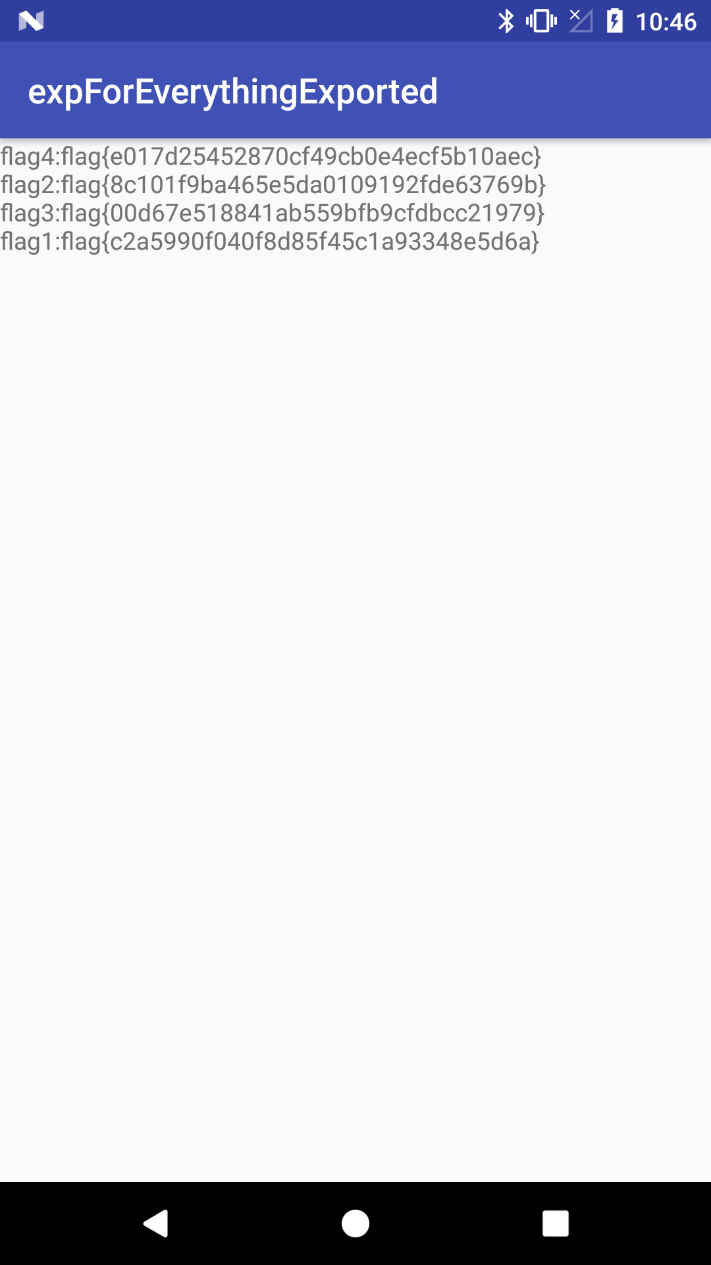 10:46
expForEverythingExported
flag4:flag{e017d25452870cf49cb0e4ecf5b10aec}
flag2:flag{8c101f9ba465e5da0109192fde63769b}
flag3:flag{00d67e518841ab559bfb9cfdbcc21979}
flag1:flag{c2a5990f040f8d85f45c1a93348e5d6a}